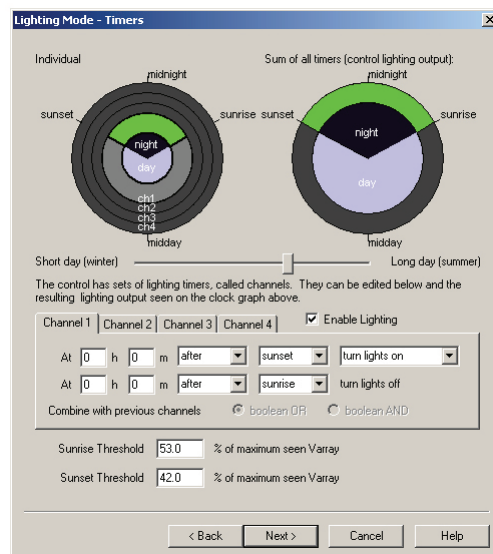 Lighting Mode - Timers
Individual
Sum of all timers (control lighting output):
midnight
sunset
sunrise
night
day
ch1
ch2
ch3
ch4
midday
midnight
sunset
sunrise
night
day
midday
Short day (winter)
Long day (summer)
The control has sets of lighting timers, called channels. They can be edited below and the
resulting lighting output seen on the clock graph above.
Channel 1 Channel 2 Channel 3 Channel 4
Enable Lighting
At 0 h 0 m after sunset turn lights on
At 0 h 0 m after sunrise turn lights off
Combine with previous channels boolean OR boolean AND
Sunrise Threshold 53.0 % of maximum seen Varray
Sunset Threshold 42.0 % of maximum seen Varray
< Back Next > Cancel Help